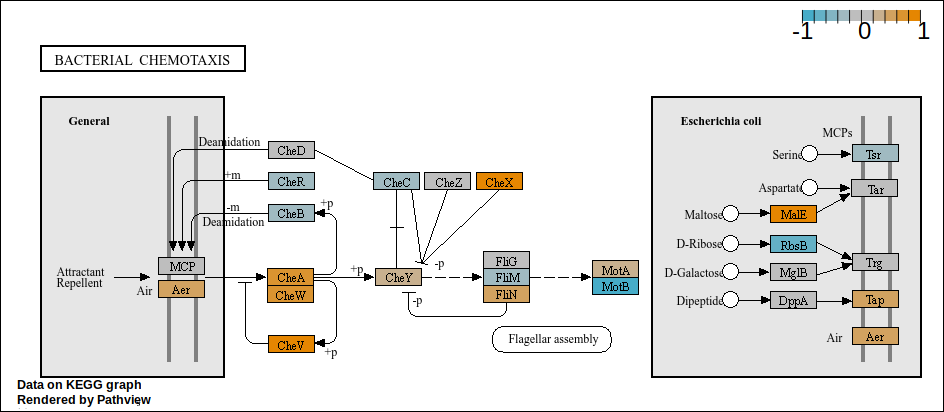 -1 0 1
BACTERIAL CHEMOTAXIS
General
Escherichia coli
MCPs
Deamidation
CheD
+m
CheR
-m
CheB
+p
Deamidation
CheC
CheZ
CheX
Serine
Tsr
Aspartate
Tar
Maltose
MalE
D-Ribose
RbsB
D-Galactose
MglB
Trg
Dipeptide
DppA
Tap
Air
Aer
MCP
Attractant
Repellent
Air
Aer
CheA
CheW
+p
CheY
-p
-p
FliG
FliM
FliN
MotA
MotB
CheV
+p
Flagellar assembly
Data on KEGG graph
Rendered by Pathview